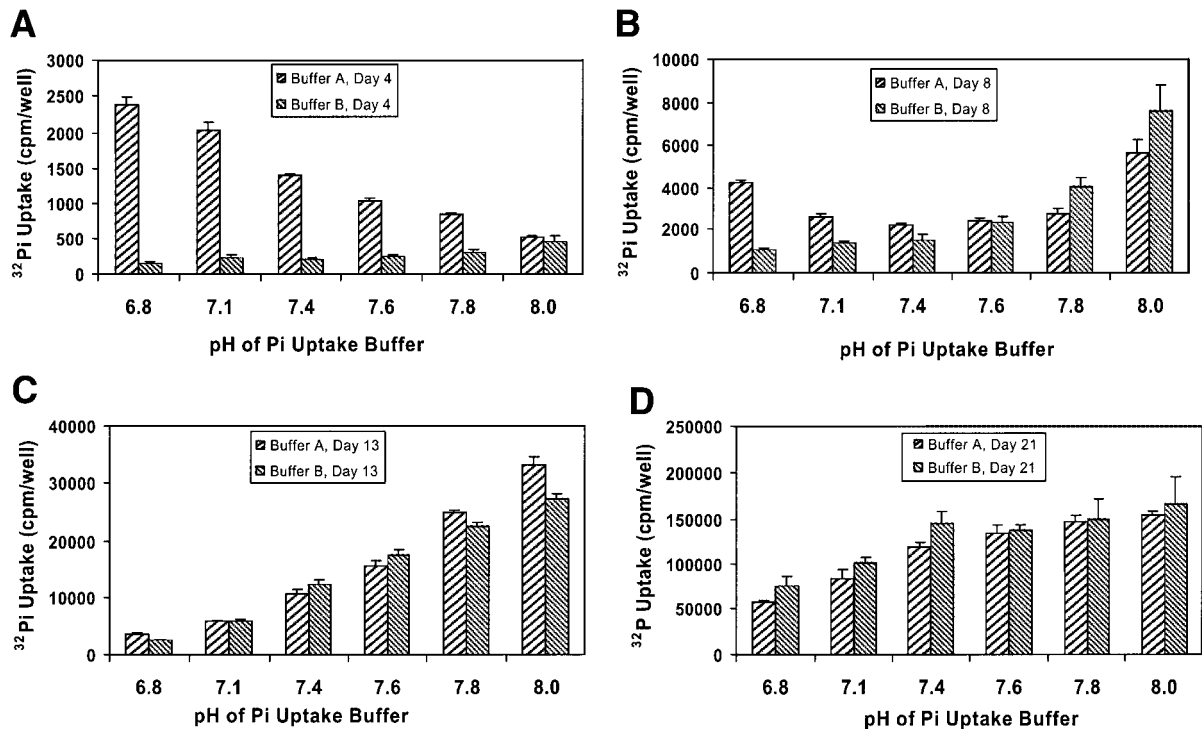 A
3000
2500
2000
1500
1000
500
0
³²Pi Uptake (cpm/well)
Buffer A, Day 4
Buffer B, Day 4
6.8 7.1 7.4 7.6 7.8 8.0
pH of Pi Uptake Buffer
B
10000
8000
6000
4000
2000
0
³²Pi Uptake (cpm/well)
Buffer A, Day 8
Buffer B, Day 8
6.8 7.1 7.4 7.6 7.8 8.0
pH of Pi Uptake Buffer
C
40000
30000
20000
10000
0
³²Pi Uptake (cpm/well)
Buffer A, Day 13
Buffer B, Day 13
6.8 7.1 7.4 7.6 7.8 8.0
pH of Pi Uptake Buffer
D
250000
200000
150000
100000
50000
0
³²P Uptake (cpm/well)
Buffer A, Day 21
Buffer B, Day 21
6.8 7.1 7.4 7.6 7.8 8.0
pH of Pi Uptake Buffer